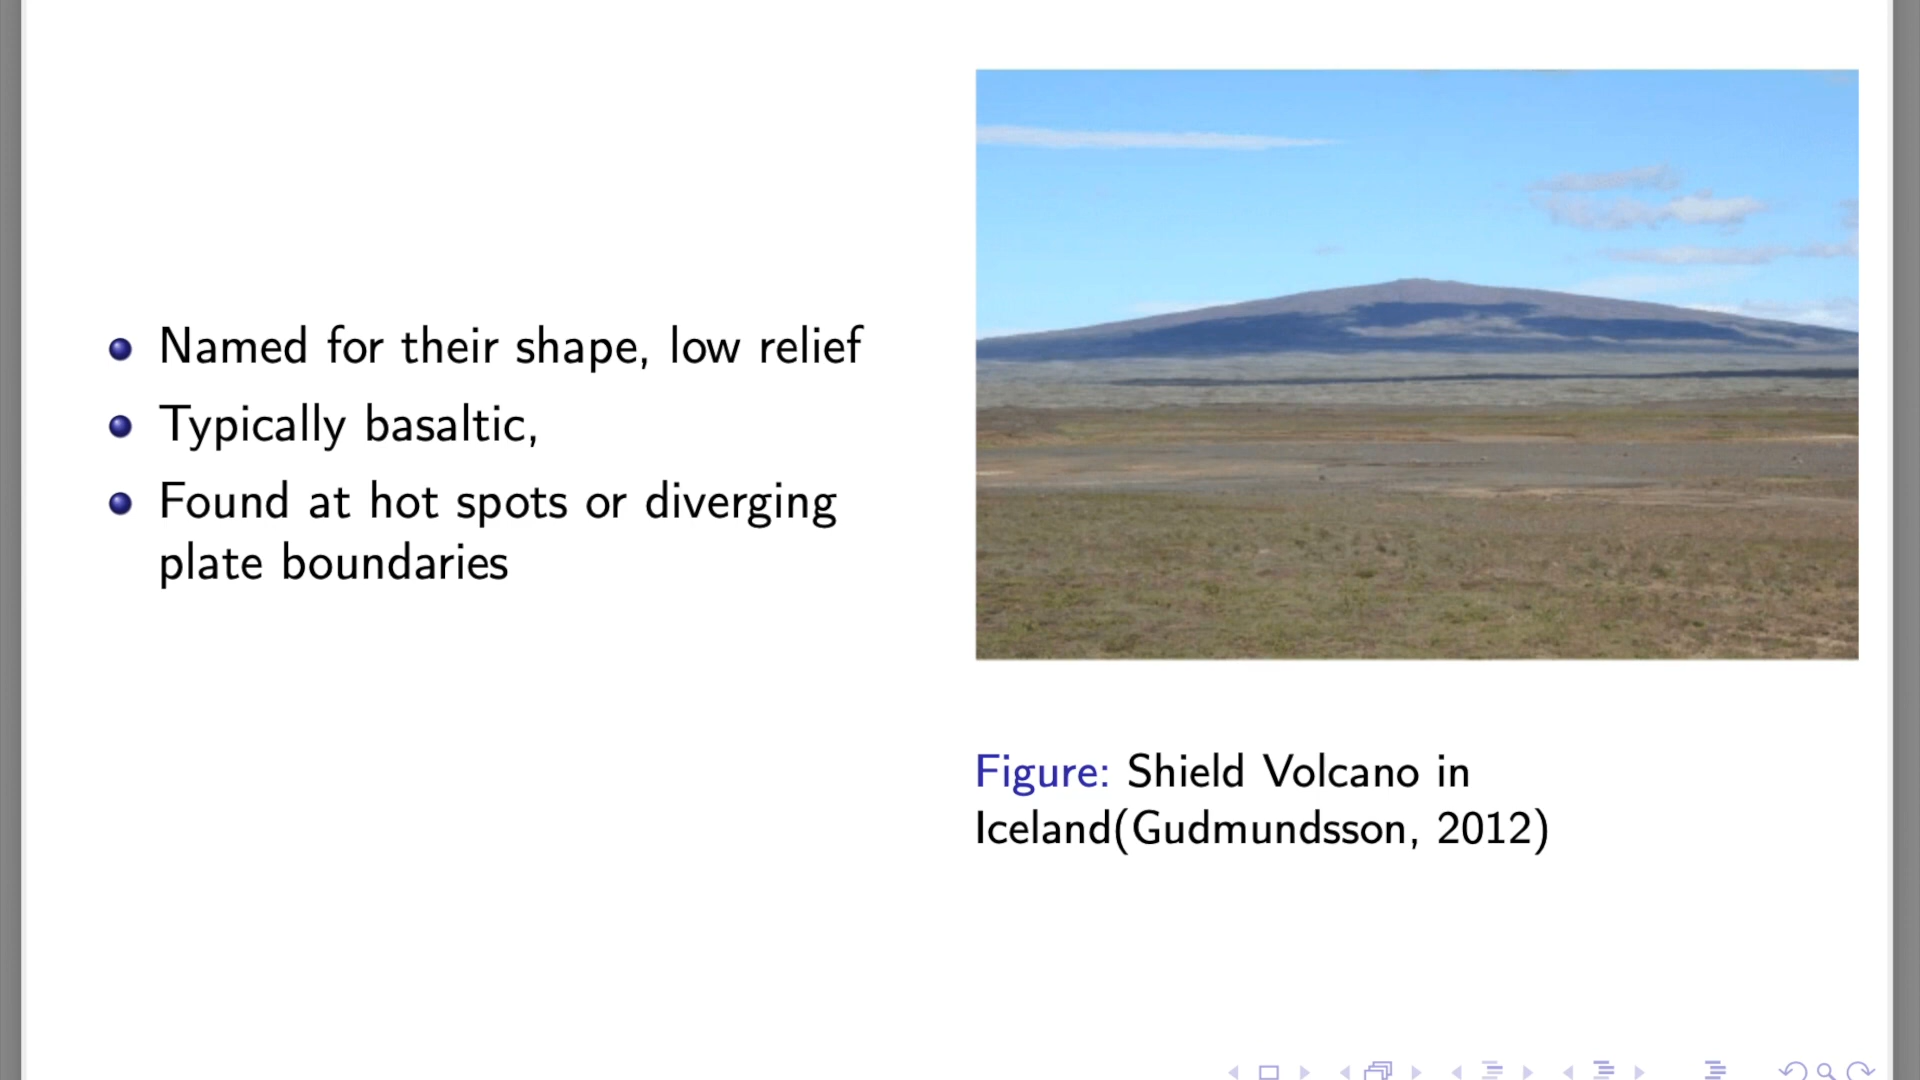 Named for their shape, low relief
Typically basaltic,
Found at hot spots or diverging
plate boundaries
Figure: Shield Volcano in
Iceland(Gudmundsson, 2012)